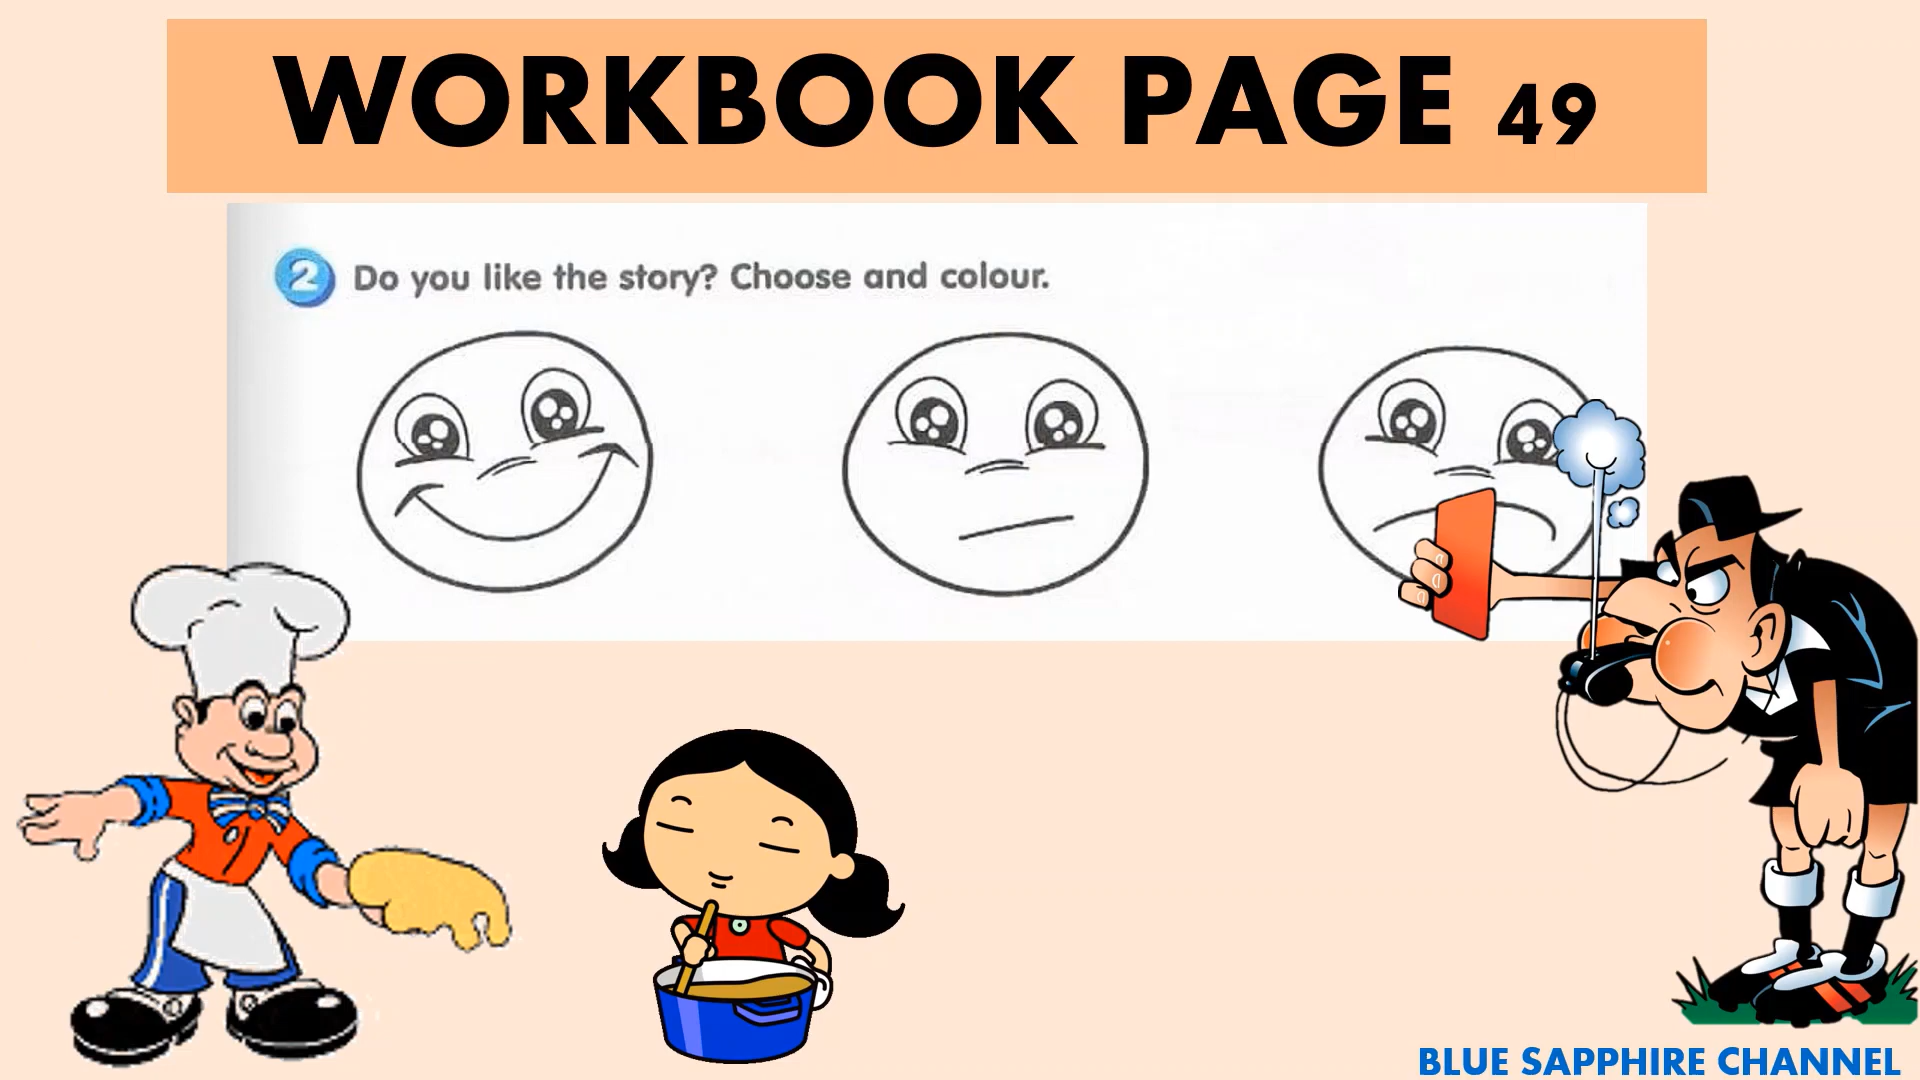 WORKBOOK PAGE 49
2 Do you like the story? Choose and colour.
BLUE SAPPHIRE CHANNEL